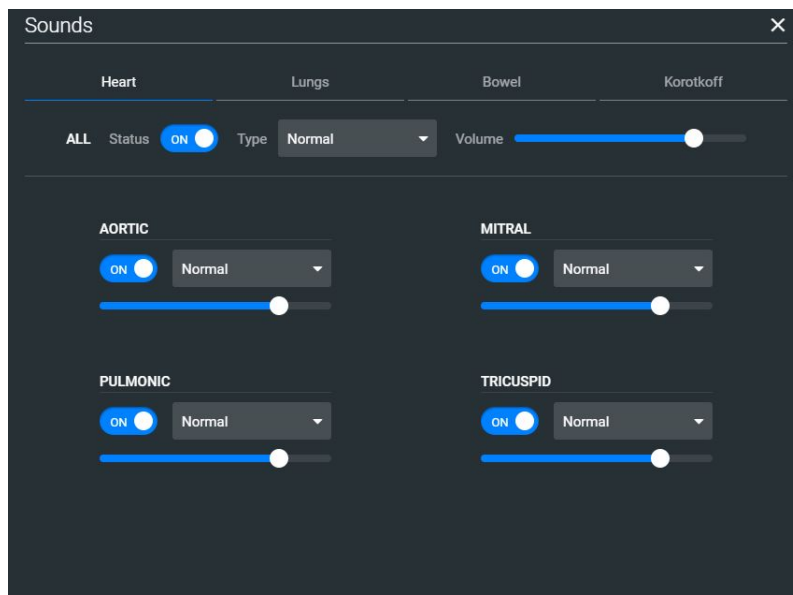 Sounds
Heart Lungs Bowel Korotkoff
ALL Status ON Type Normal Volume
AORTIC MITRAL
ON Normal ON Normal
PULMONIC TRICUSPID
ON Normal ON Normal